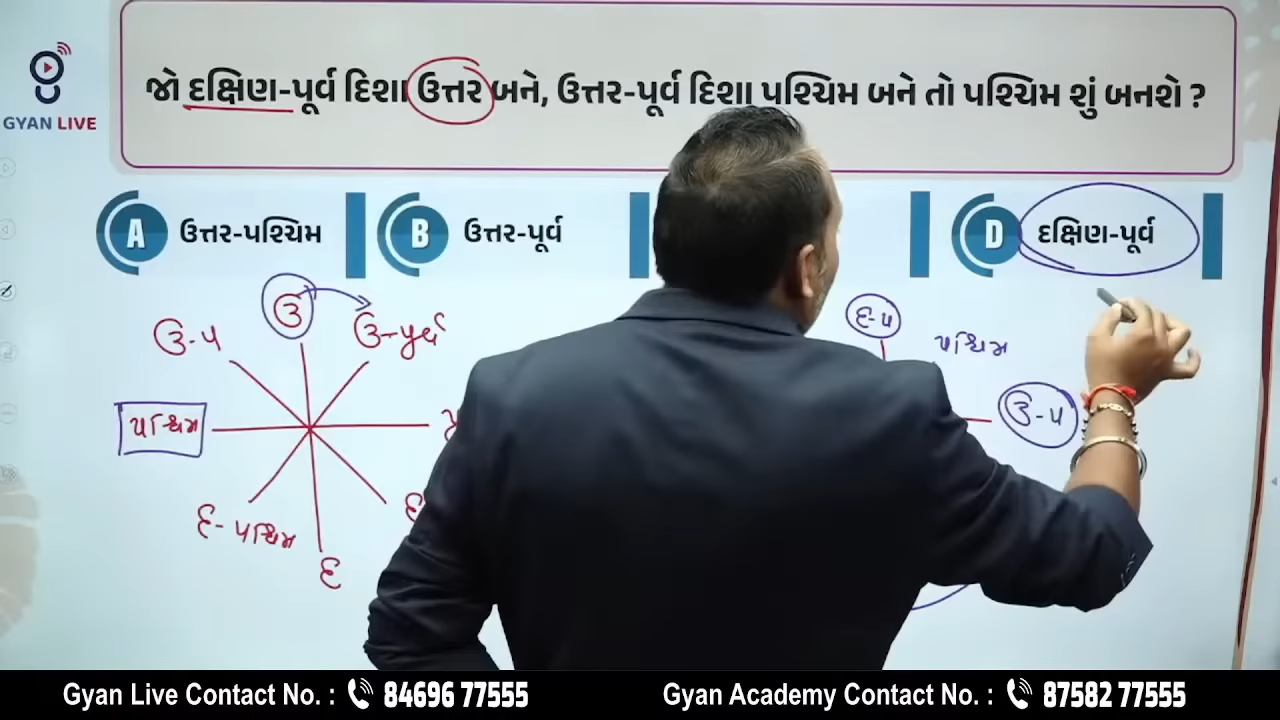 GYAN LIVE
જો દક્ષિણ-પૂર્વ દિશા ઉત્તર બને, ઉત્તર-પૂર્વ દિશા પશ્ચિમ બને તો પશ્ચિમ શું બનશે ?
A ઉત્તર-પશ્ચિમ
B ઉત્તર-પૂર્વ
D દક્ષિણ-પૂર્વ
ઉ
ઉ-પ
ઉ-પૂર્વ
દ-પ
પશ્ચિમ
પશ્ચિમ
ઉ-પ
દ-પશ્ચિમ
દ
Gyan Live Contact No. : 84696 77555
Gyan Academy Contact No. : 87582 77555